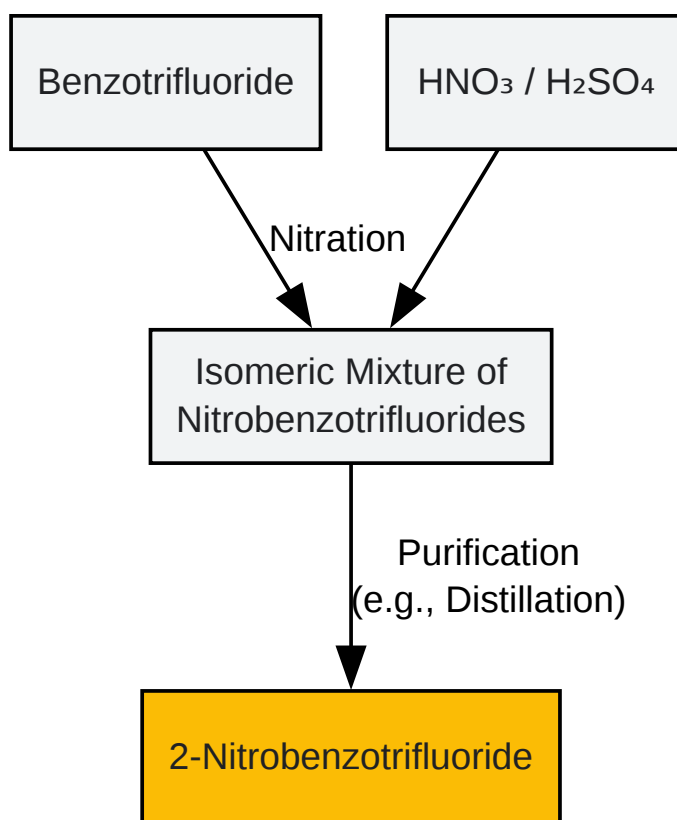 Benzotrifluoride
HNO₃ / H₂SO₄
Nitration
Isomeric Mixture of
Nitrobenzotrifluorides
Purification
(e.g., Distillation)
2-Nitrobenzotrifluoride